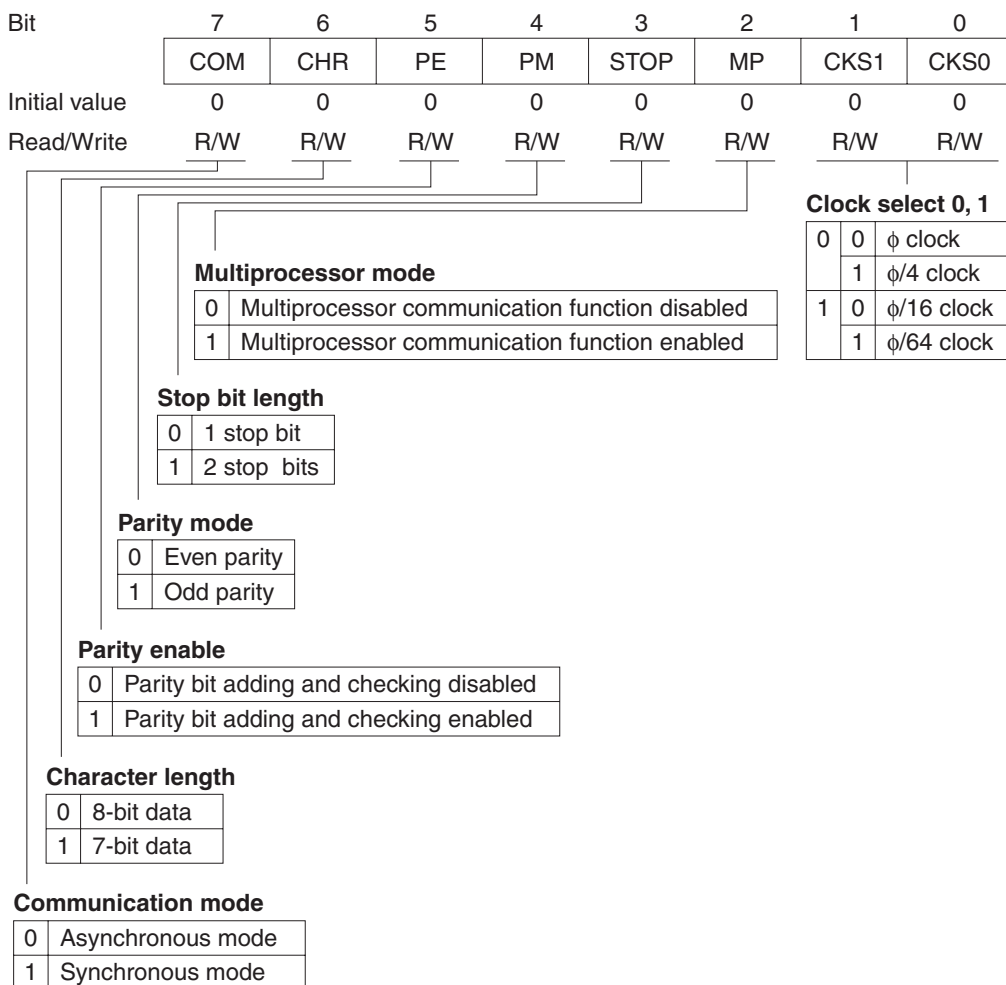 Bit 7 6 5 4 3 2 1 0
COM CHR PE PM STOP MP CKS1 CKS0
Initial value 0 0 0 0 0 0 0 0
Read/Write R/W R/W R/W R/W R/W R/W R/W R/W
Clock select 0, 1
0 0 ϕ clock
1 ϕ/4 clock
1 0 ϕ/16 clock
1 ϕ/64 clock
Multiprocessor mode
0 Multiprocessor communication function disabled
1 Multiprocessor communication function enabled
Stop bit length
0 1 stop bit
1 2 stop bits
Parity mode
0 Even parity
1 Odd parity
Parity enable
0 Parity bit adding and checking disabled
1 Parity bit adding and checking enabled
Character length
0 8-bit data
1 7-bit data
Communication mode
0 Asynchronous mode
1 Synchronous mode